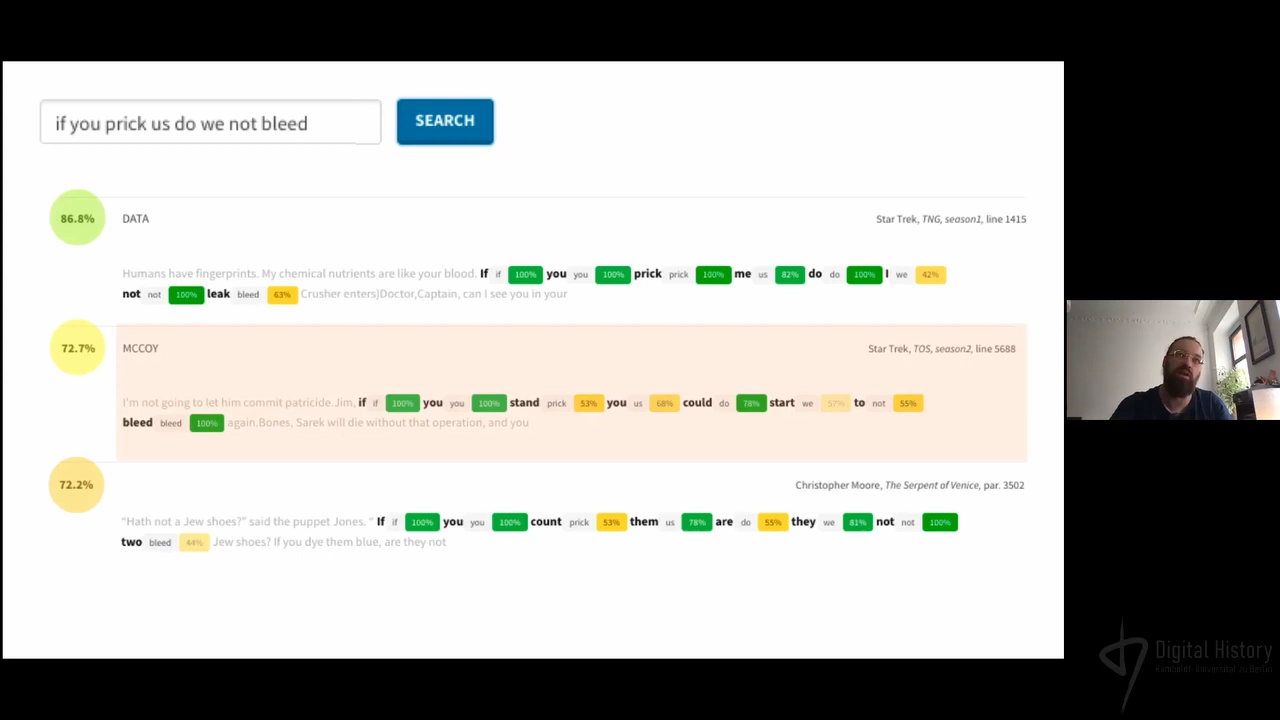 if you prick us do we not bleed
SEARCH
86.8%
DATA
Star Trek, TNG, season1, line 1415
Humans have fingerprints. My chemical nutrients are like your blood. If if 100% you you 100% prick prick 100% me us 82% do do 100% I we 42%
not not 100% leak bleed 63% Crusher enters)Doctor,Captain, can I see you in your
72.7%
MCCOY
Star Trek, TOS, season2, line 5688
I'm not going to let him commit patricide..Jim, if if 100% you you 100% stand prick 53% you us 68% could do 78% start we 57% to not 55%
bleed bleed 100% again.Bones, Sarek will die without that operation, and you
72.2%
Christopher Moore, The Serpent of Venice, par. 3502
"Hath not a Jew shoes?" said the puppet Jones. " If if 100% you you 100% count prick 53% them us 78% are do 55% they we 81% not not 100%
two bleed 44% Jew shoes? If you dye them blue, are they not
Digital History
Humboldt-Universität zu Berlin